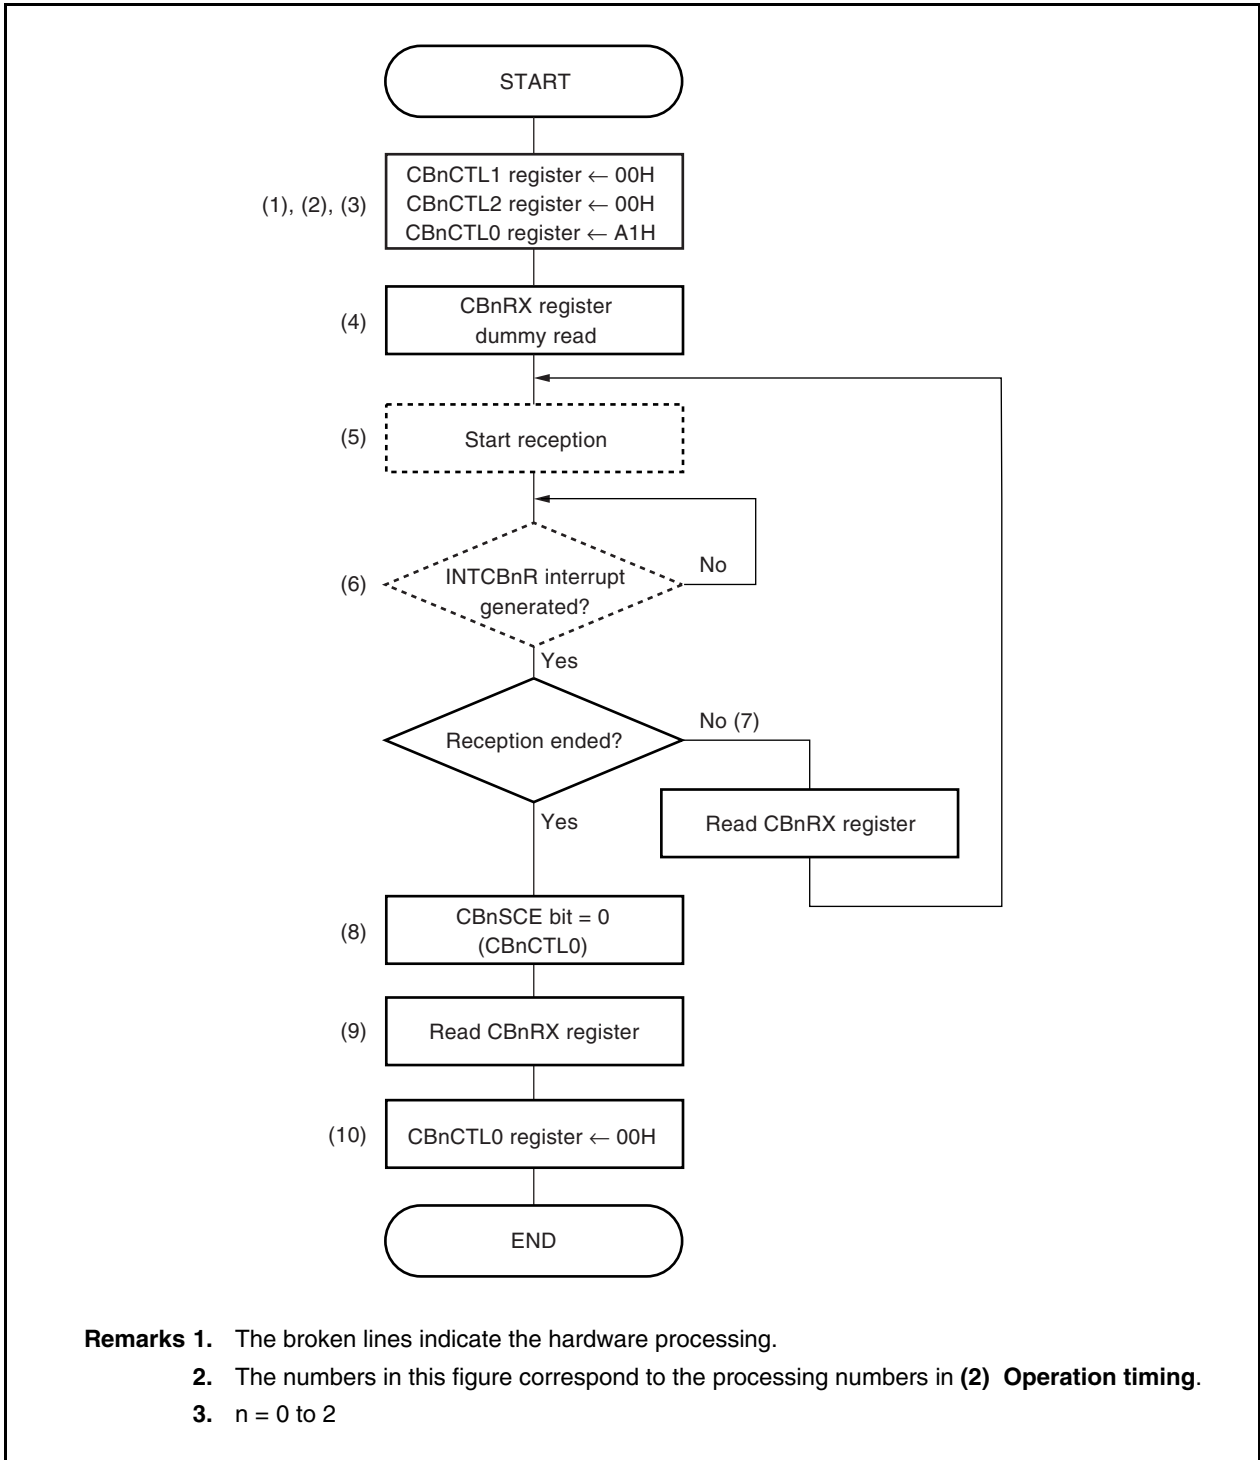 START
CBnCTL1 register ← 00H
(1), (2), (3)
CBnCTL2 register ← 00H
CBnCTL0 register ← A1H
CBnRX register
(4)
dummy read
(5)
Start reception
No
(6)
INTCBnR interrupt
generated?
Yes
No (7)
Reception ended?
Read CBnRX register
Yes
CBnSCE bit = 0
(8)
(CBnCTL0)
(9)
Read CBnRX register
(10)
CBnCTL0 register ← 00H
END
Remarks 1. The broken lines indicate the hardware processing.
2. The numbers in this figure correspond to the processing numbers in (2) Operation timing.
3. n = 0 to 2